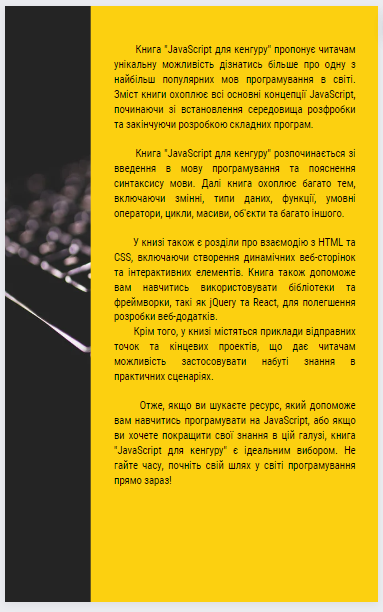 Книга "JavaScript для кенгуру" пропонує читачам
унікальну можливість дізнатись більше про одну з
найбільш популярних мов програмування в світі.
Зміст книги охоплює всі основні концепції JavaScript,
починаючи зі встановлення середовища розфробки
та закінчуючи розробкою складних програм.
Книга "JavaScript для кенгуру" розпочинається зі
введення в мову програмування та пояснення
синтаксису мови. Далі книга охоплює багато тем,
включаючи змінні, типи даних, функції, умовні
оператори, цикли, масиви, об'єкти та багато іншого.
У книзі також є розділи про взаємодію з HTML та
CSS, включаючи створення динамічних веб-сторінок
та інтерактивних елементів. Книга також допоможе
вам навчитись використовувати бібліотеки та
фреймворки, такі як jQuery та React, для полегшення
розробки веб-додатків.
Крім того, у книзі містяться приклади відправних
точок та кінцевих проектів, що дає читачам
можливість застосовувати набуті знання в
практичних сценаріях.
Отже, якщо ви шукаєте ресурс, який допоможе
вам навчитись програмувати на JavaScript, або якщо
ви хочете покращити свої знання в цій галузі, книга
"JavaScript для кенгуру" є ідеальним вибором. Не
гайте часу, почніть свій шлях у світі програмування
прямо зараз!